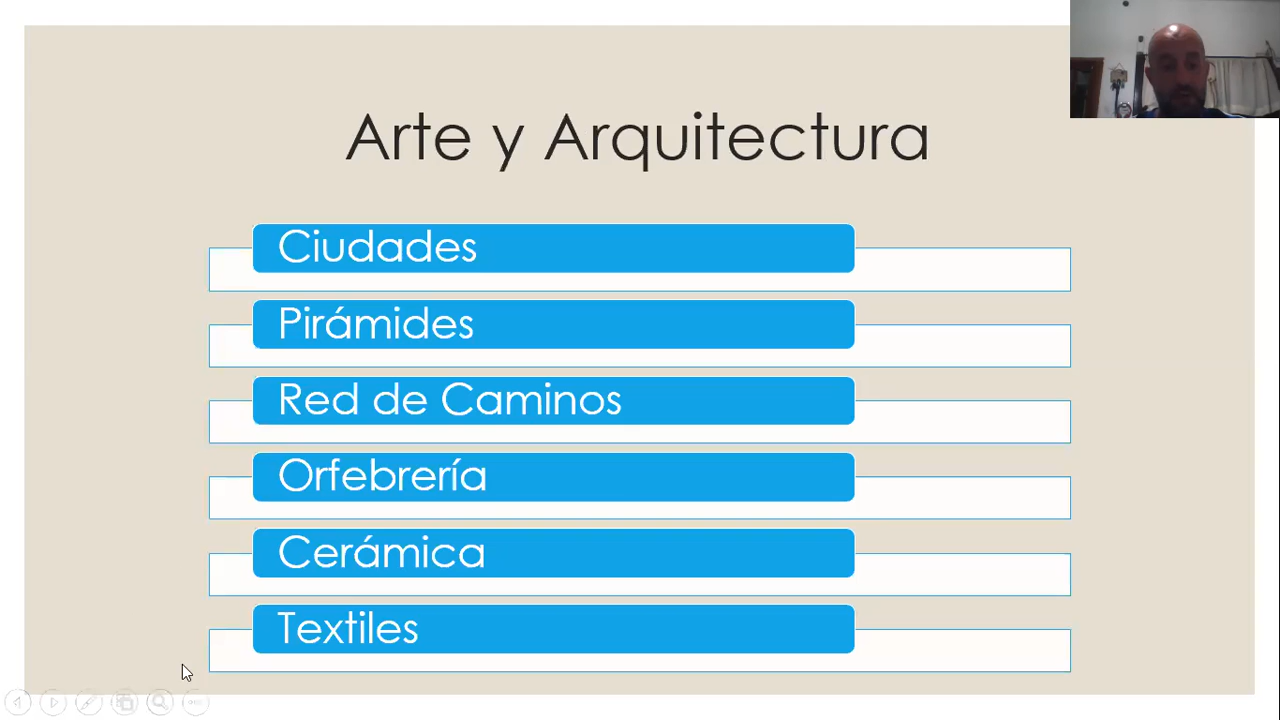 Arte y Arquitectura
Ciudades
Pirámides
Red de Caminos
Orfebrería
Cerámica
Textiles